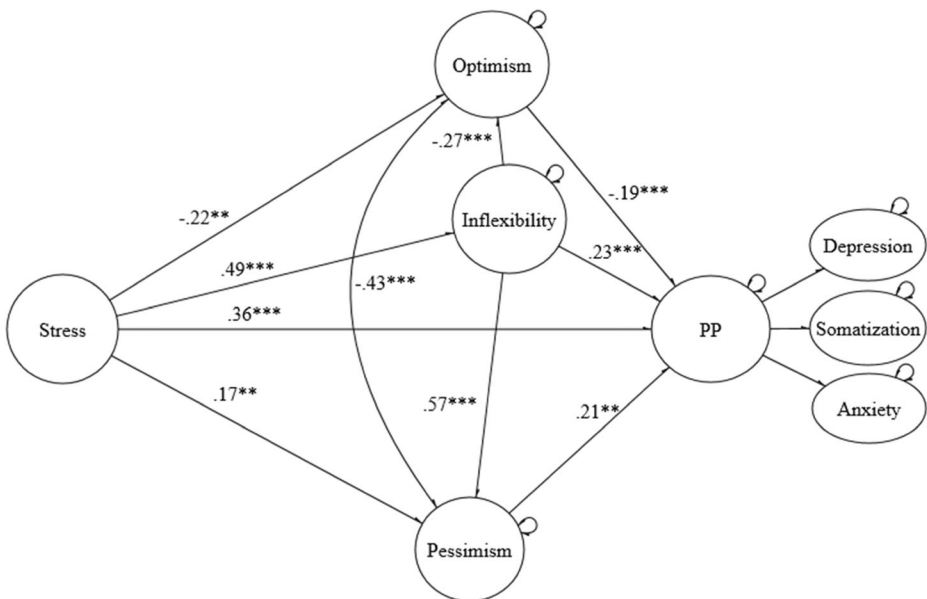 Optimism
-.27***
-.22**
Inflexibility
-.19***
.49***
.23***
Depression
-.43***
.36***
Stress
PP
Somatization
.17**
.57***
.21**
Anxiety
Pessimism